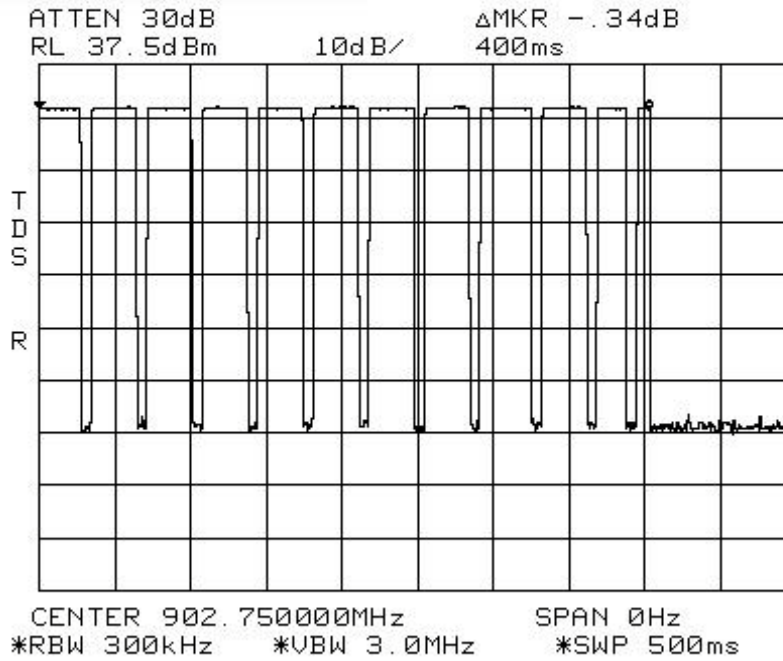 ATTEN 30dB ΔMKR -.34dB
RL 37.5dBm 10dB/ 400ms
T
D
S
R
CENTER 902.750000MHz SPAN 0Hz
*RBW 300kHz *VBW 3.0MHz *SWP 500ms